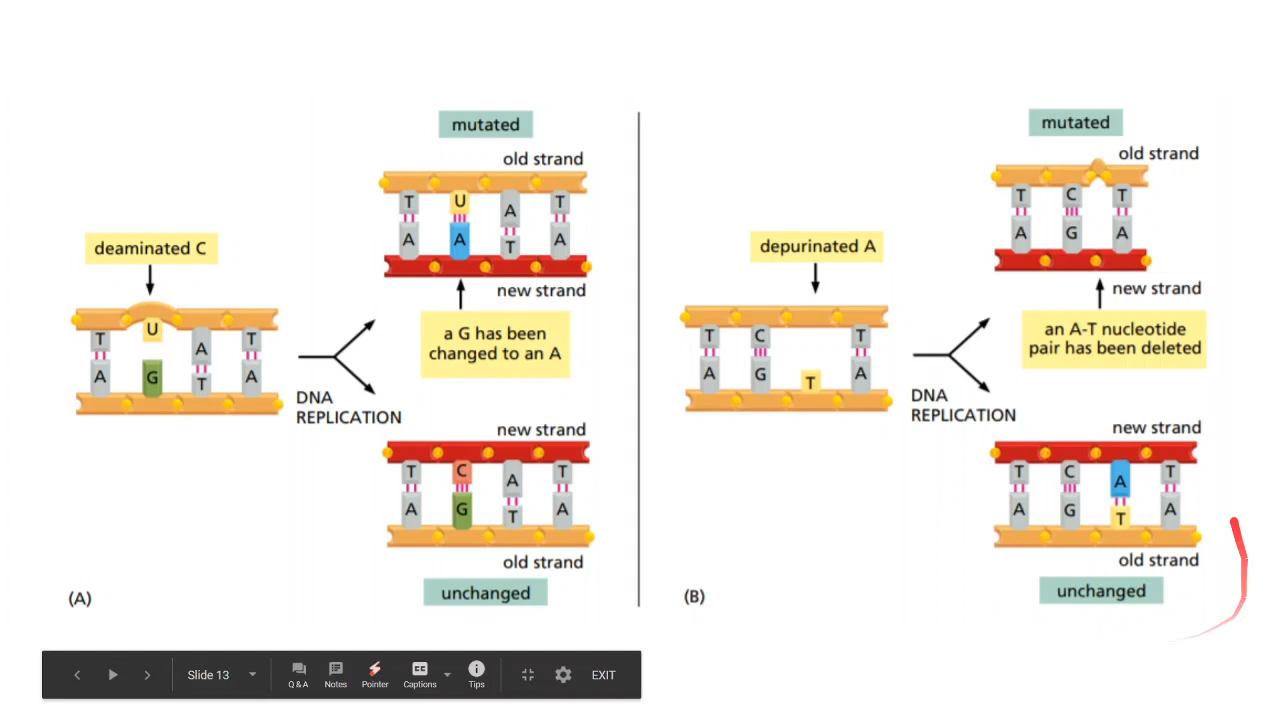 mutated
old strand
T U A T
A A T A
new strand
deaminated C
T U A T
A G T A
a G has been
changed to an A
DNA
REPLICATION
new strand
T C A T
A G T A
old strand
unchanged
(A)
mutated
old strand
T C T
A G A
new strand
depurinated A
T C T
A G T A
an A-T nucleotide
pair has been deleted
DNA
REPLICATION
new strand
T C A T
A G T A
old strand
unchanged
(B)
Slide 13
Q & A
Notes
Pointer
CC
Captions
Tips
EXIT